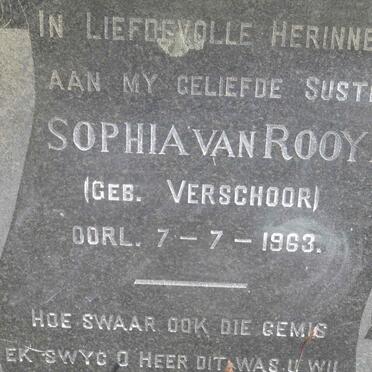 IN LIEFDEVOLLE HERINNE
AAN MY GELIEFDE SUST
SOPHIA VAN ROOY
(GEB. VERSCHOOR)
OORL. 7-7-1963.
HOE SWAAR OOK DIE GEMIS
EK SWYG O HEER DIT WAS U WIL